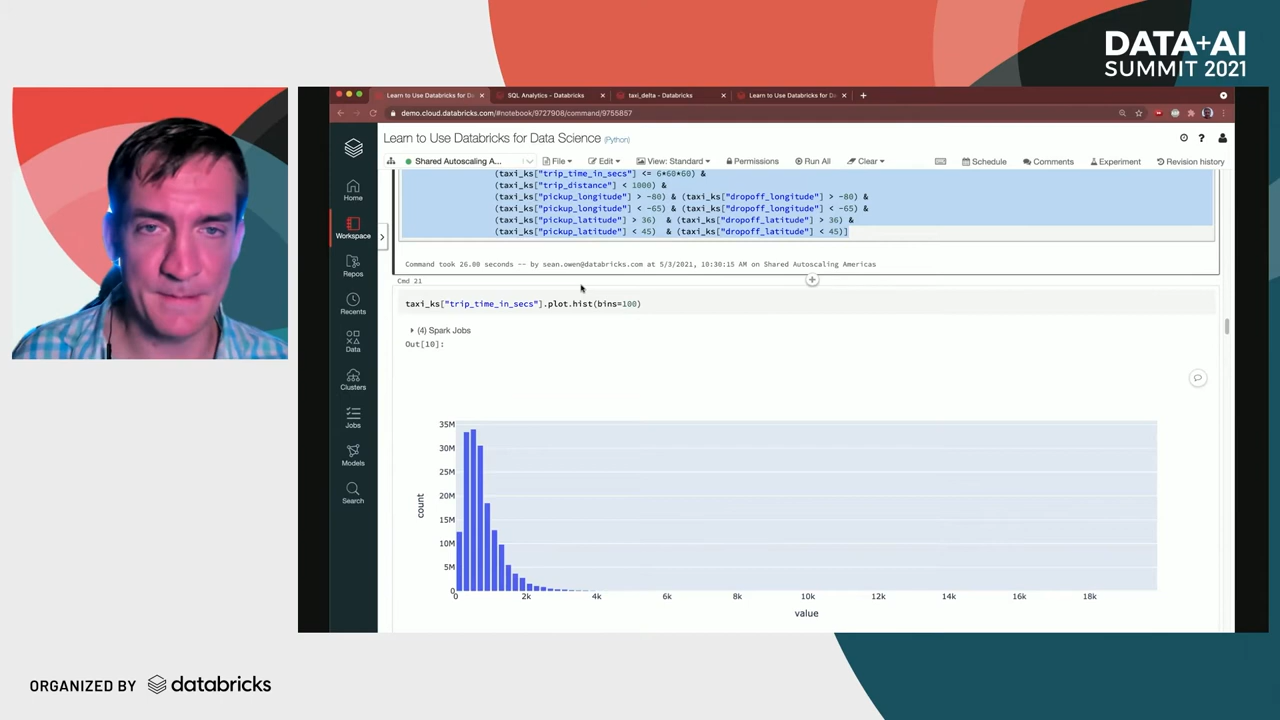 DATA+AI
SUMMIT 2021
Learn to Use Databricks for Da
SQL Analytics - Databricks
taxi_delta - Databricks
Learn to Use Databricks for Da
demo.cloud.databricks.com/#notebook/9727908/command/9755857
Learn to Use Databricks for Data Science (Python)
Shared Autoscaling A...
File
Edit
View: Standard
Permissions
Run All
Clear
Schedule
Comments
Experiment
Revision history
Home
Workspace
Repos
Recents
Data
Clusters
Jobs
Models
Search
(taxi_ks["trip_time_in_secs"] <= 6*60*60) &
(taxi_ks["trip_distance"] < 1000) &
(taxi_ks["pickup_longitude"] > -80) & (taxi_ks["dropoff_longitude"] > -80) &
(taxi_ks["pickup_longitude"] < -65) & (taxi_ks["dropoff_longitude"] < -65) &
(taxi_ks["pickup_latitude"] > 36) & (taxi_ks["dropoff_latitude"] > 36) &
(taxi_ks["pickup_latitude"] < 45) & (taxi_ks["dropoff_latitude"] < 45)]
Command took 26.00 seconds -- by sean.owen@databricks.com at 5/3/2021, 10:30:15 AM on Shared Autoscaling Americas
Cmd 21
taxi_ks["trip_time_in_secs"].plot.hist(bins=100)
(4) Spark Jobs
Out[10]:
35M
30M
25M
20M
15M
10M
5M
0
count
0 2k 4k 6k 8k 10k 12k 14k 16k 18k
value
ORGANIZED BY databricks